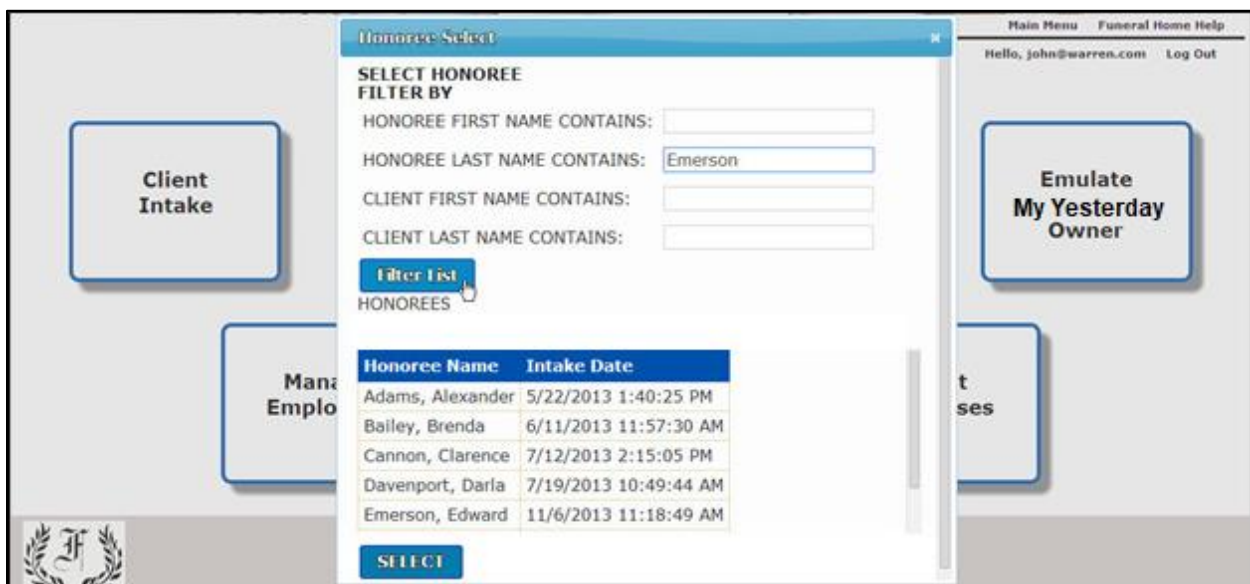 Main Menu Funeral Home Help
Hello, john@warren.com Log Out
Honoree Select
SELECT HONOREE
FILTER BY
HONOREE FIRST NAME CONTAINS:
HONOREE LAST NAME CONTAINS: Emerson
CLIENT FIRST NAME CONTAINS:
CLIENT LAST NAME CONTAINS:
Filter List
HONOREES
Honoree Name Intake Date
Adams, Alexander 5/22/2013 1:40:25 PM
Bailey, Brenda 6/11/2013 11:57:30 AM
Cannon, Clarence 7/12/2013 2:15:05 PM
Davenport, Darla 7/19/2013 10:49:44 AM
Emerson, Edward 11/6/2013 11:18:49 AM
SELECT
Client
Intake
Emulate
My Yesterday
Owner
Mana
Emplo
t
ses
F